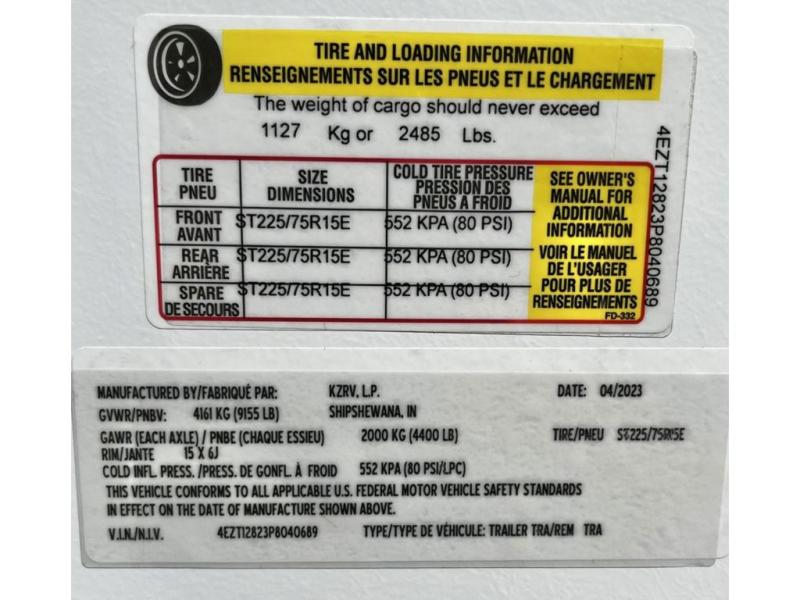 TIRE AND LOADING INFORMATION
RENSEIGNEMENTS SUR LES PNEUS ET LE CHARGEMENT
The weight of cargo should never exceed
1127 Kg or 2485 Lbs.
TIRE PNEU
SIZE DIMENSIONS
COLD TIRE PRESSURE
PRESSION DES
PNEUS A FROID
FRONT AVANT
ST225/75R15E
552 KPA (80 PSI)
REAR ARRIÈRE
ST225/75R15E
552 KPA (80 PSI)
SPARE DE SECOURS
ST225/75R15E
552 KPA (80 PSI)
SEE OWNER'S
MANUAL FOR
ADDITIONAL
INFORMATION
VOIR LE MANUEL
DE L'USAGER
POUR PLUS DE
RENSEIGNEMENTS
FD-332
4EZT12823P8040689
MANUFACTURED BY/FABRIQUÉ PAR: KZRV, L.P. DATE: 04/2023
GVWR/PNBV: 4161 KG (9155 LB) SHIPSHEWANA, IN
GAWR (EACH AXLE) / PNBE (CHAQUE ESSIEU) 2000 KG (4400 LB) TIRE/PNEU ST225/75R15E
RIM/JANTE 15 X 6J
COLD INFL. PRESS. /PRESS. DE GONFL. À FROID 552 KPA (80 PSI/LPC)
THIS VEHICLE CONFORMS TO ALL APPLICABLE U.S. FEDERAL MOTOR VEHICLE SAFETY STANDARDS
IN EFFECT ON THE DATE OF MANUFACTURE SHOWN ABOVE.
V.I.N./N.I.V. 4EZT12823P8040689 TYPE/TYPE DE VÉHICULE: TRAILER TRA/REM TRA